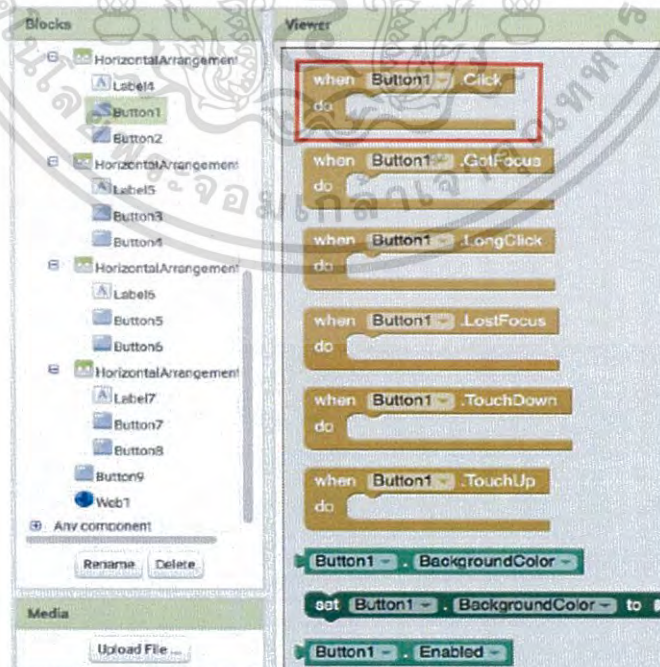 Blocks
HorizontalArrangement
Label4
Button1
Button2
HorizontalArrangement
Label5
Button3
Button4
HorizontalArrangement
Label6
Button5
Button6
HorizontalArrangement
Label7
Button7
Button8
Button9
Web1
Any component
Rename Delete
Media
Upload File ...
Viewer
when Button1 .Click
do
when Button1 .GotFocus
do
when Button1 .LongClick
do
when Button1 .LostFocus
do
when Button1 .TouchDown
do
when Button1 .TouchUp
do
Button1 . BackgroundColor
set Button1 . BackgroundColor to
Button1 . Enabled